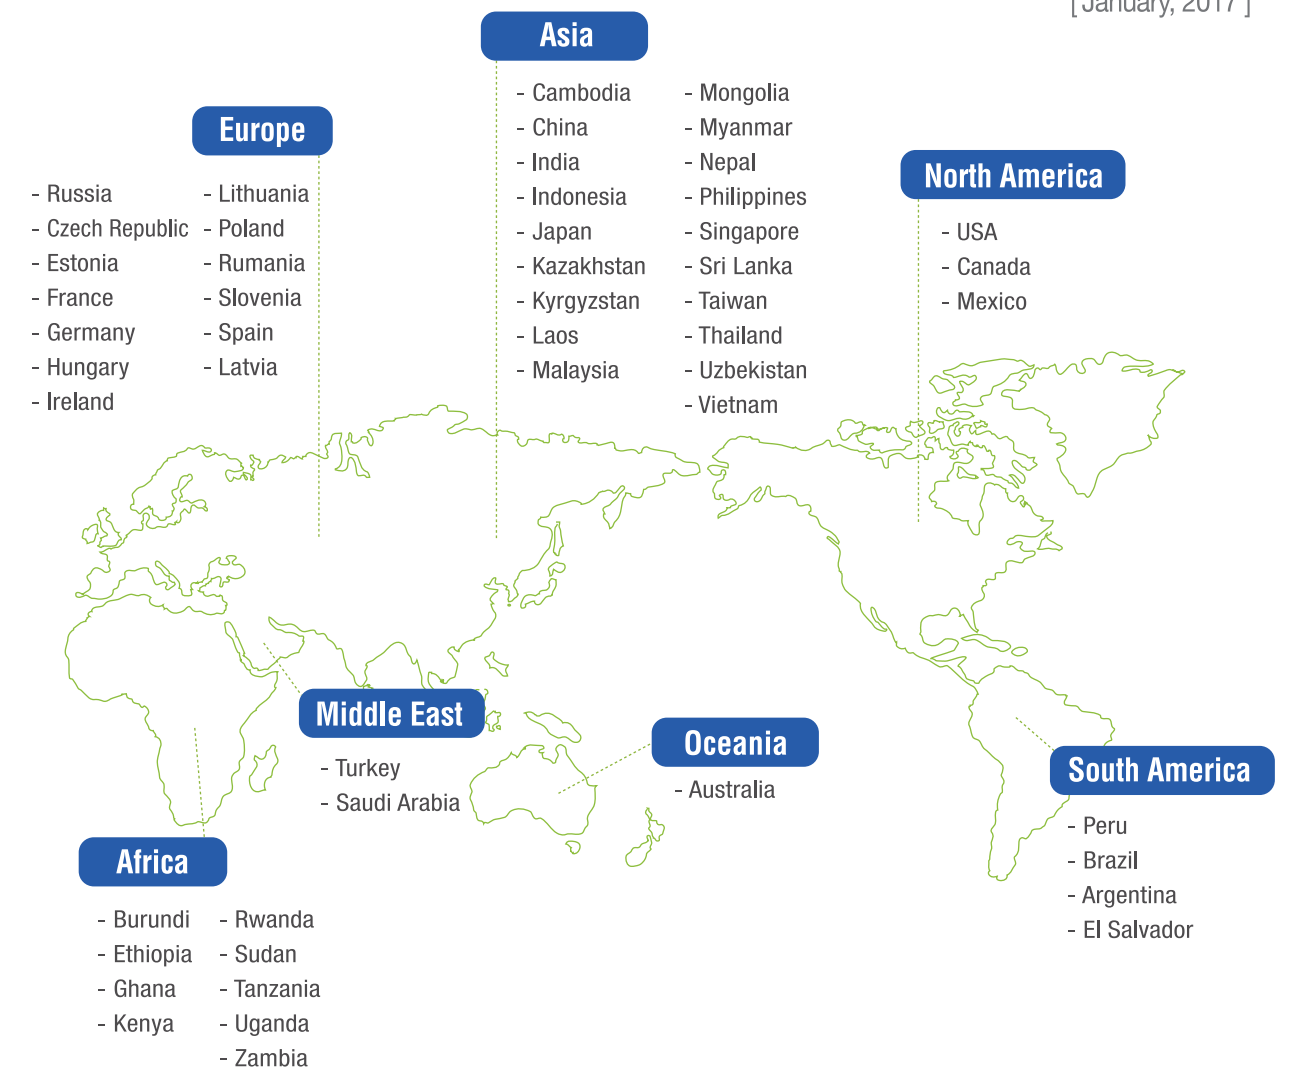 [ January, 2017 ]
Asia
- Cambodia
- China
- India
- Indonesia
- Japan
- Kazakhstan
- Kyrgyzstan
- Laos
- Malaysia
- Mongolia
- Myanmar
- Nepal
- Philippines
- Singapore
- Sri Lanka
- Taiwan
- Thailand
- Uzbekistan
- Vietnam
Europe
- Russia
- Czech Republic
- Estonia
- France
- Germany
- Hungary
- Ireland
- Lithuania
- Poland
- Rumania
- Slovenia
- Spain
- Latvia
North America
- USA
- Canada
- Mexico
Middle East
- Turkey
- Saudi Arabia
Oceania
- Australia
South America
- Peru
- Brazil
- Argentina
- El Salvador
Africa
- Burundi
- Ethiopia
- Ghana
- Kenya
- Rwanda
- Sudan
- Tanzania
- Uganda
- Zambia